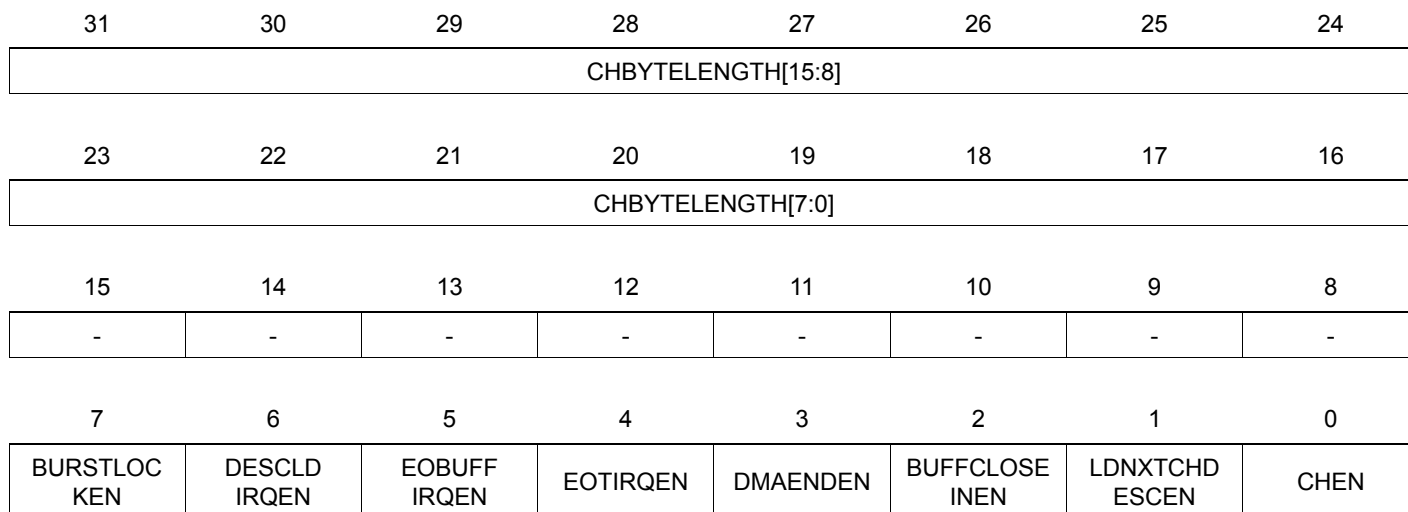 31 30 29 28 27 26 25 24
CHBYTELENGTH[15:8]
23 22 21 20 19 18 17 16
CHBYTELENGTH[7:0]
15 14 13 12 11 10 9 8
- - - - - - - -
7 6 5 4 3 2 1 0
BURSTLOC DESCLD EOBUFF EOTIRQEN DMAENDEN BUFFCLOSE LDNXTCHD CHEN
KEN IRQEN IRQEN INEN ESCEN